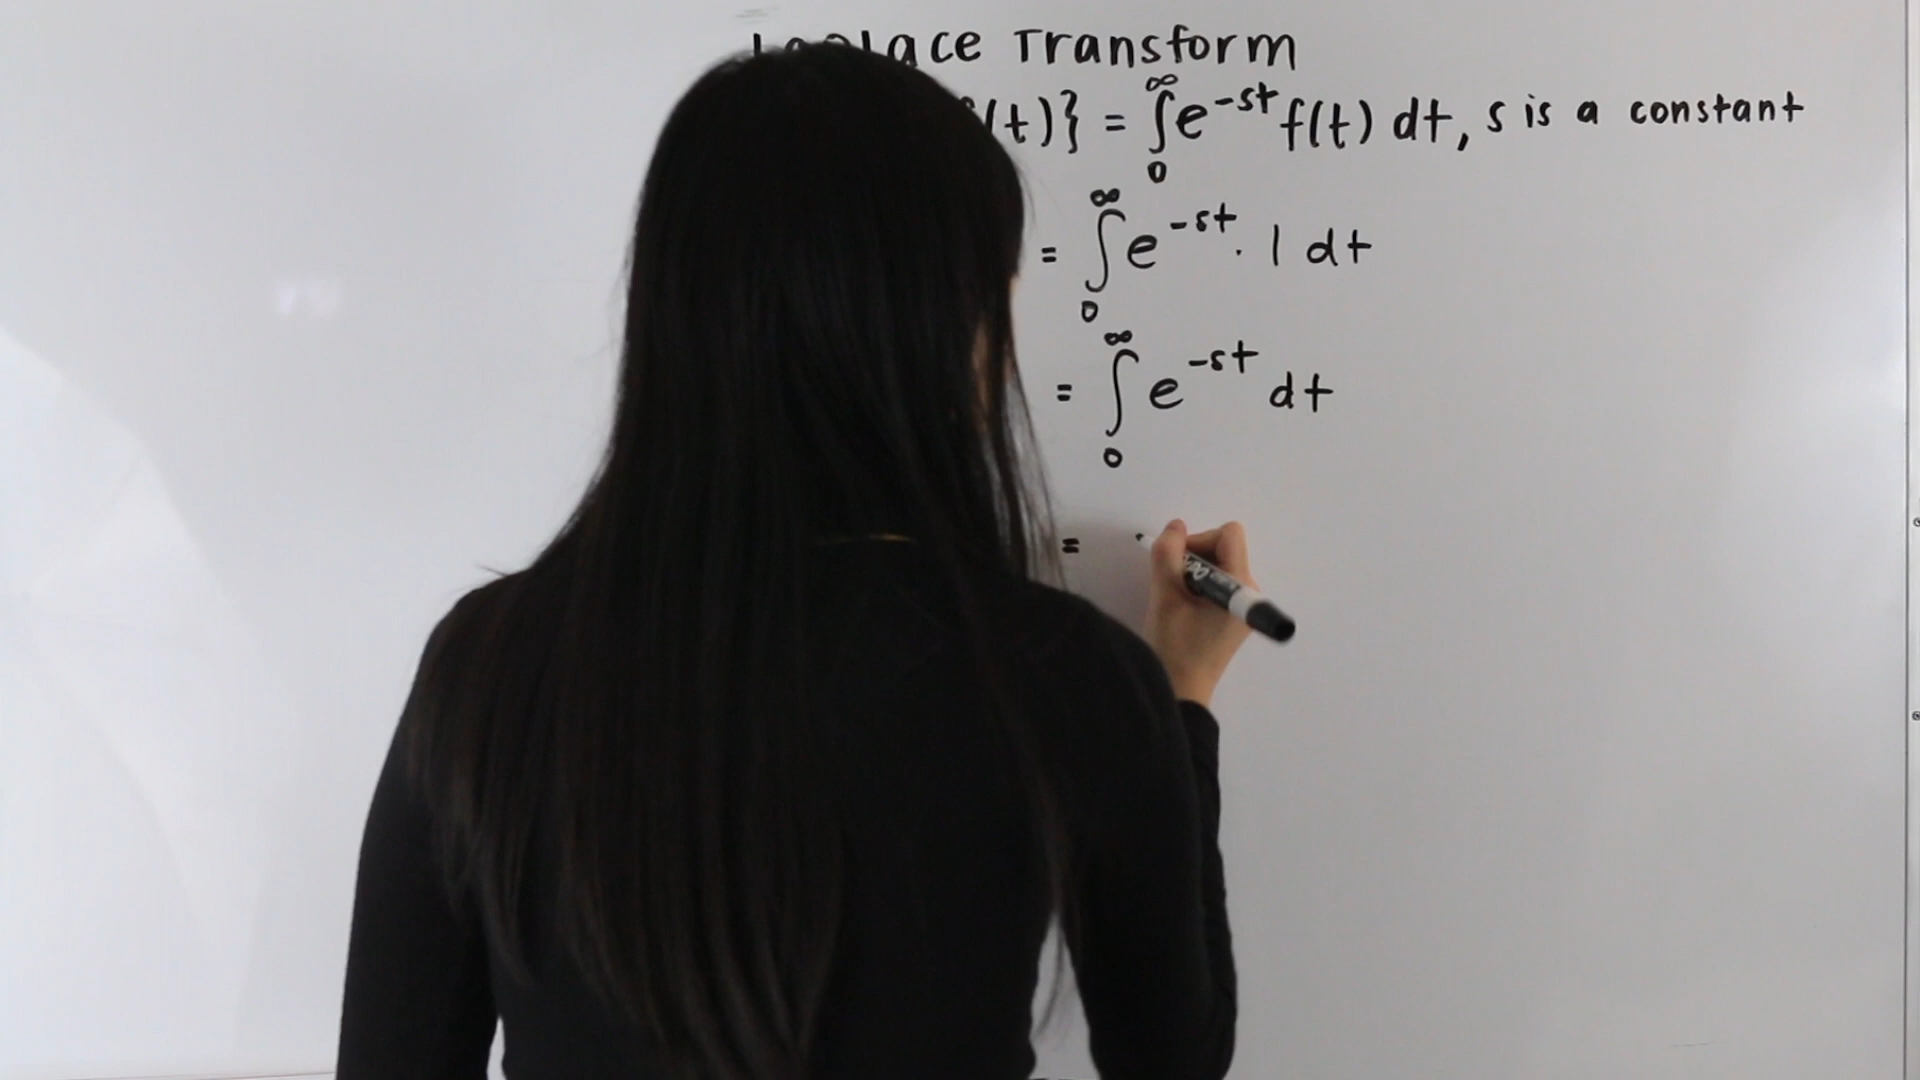 Transform
(t)} = ∫₀^∞ e^-st f(t) dt, s is a constant
= ∫₀^∞ e^-st . 1 dt
= ∫₀^∞ e^-st dt
=